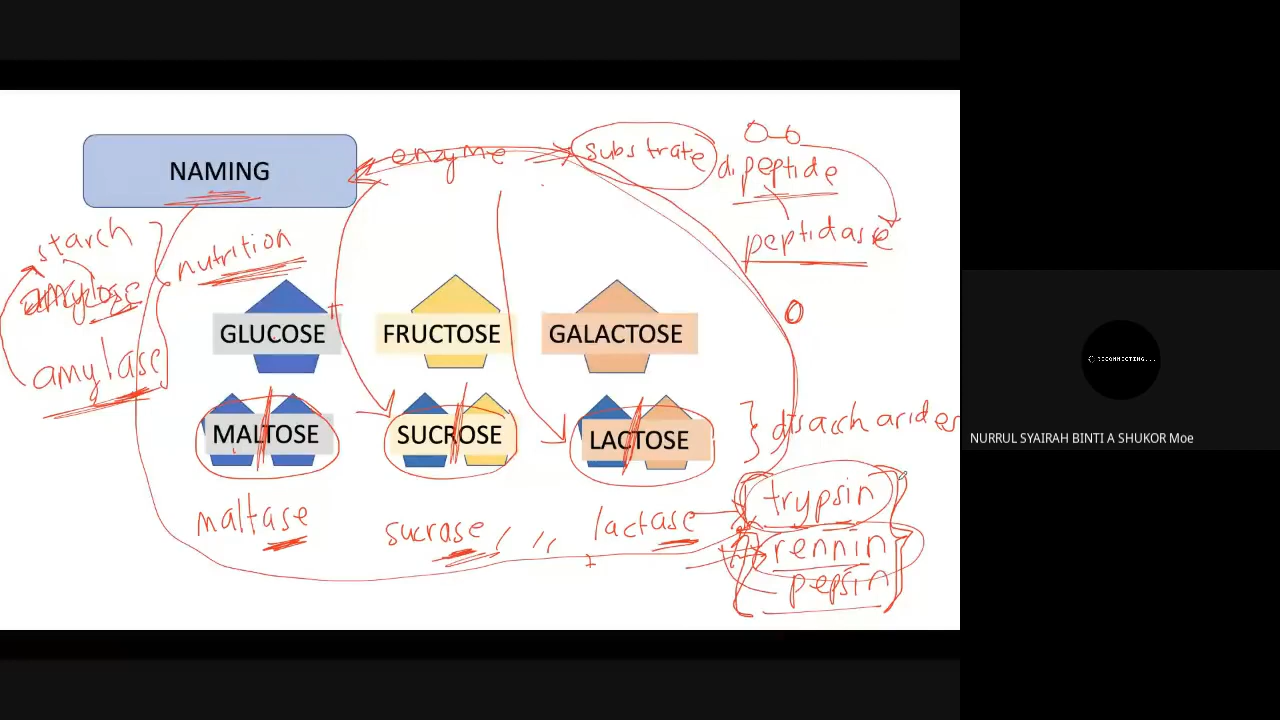 NAMING
enzyme
substrate
dipeptide
peptidase
starch
nutrition
amylose
amylase
GLUCOSE
FRUCTOSE
GALACTOSE
MALTOSE
SUCROSE
LACTOSE
disaccharides
maltase
sucrase
lactase
trypsin
rennin
pepsin
RECONNECTING...
NURRUL SYAIRAH BINTI A SHUKOR Moe